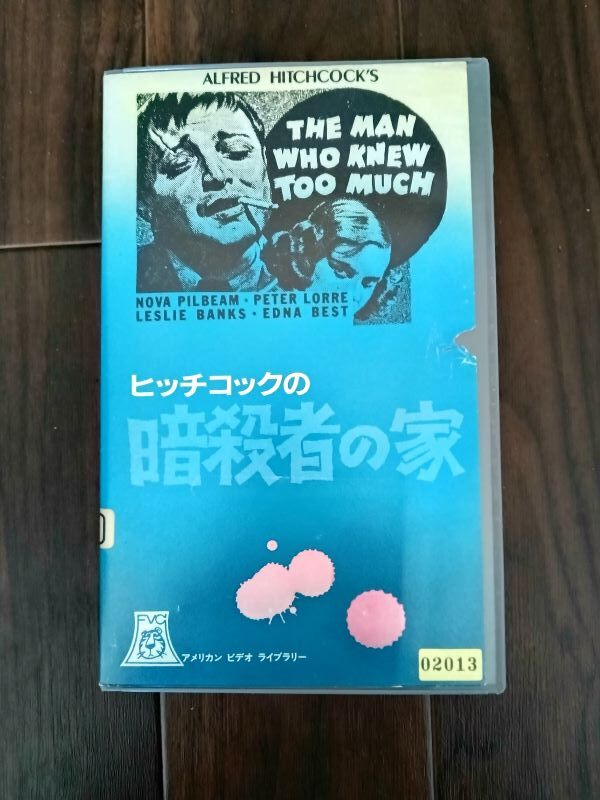 ALFRED HITCHCOCK'S
THE MAN
WHO KNEW
TOO MUCH
NOVA PILBEAM・PETER LORRE
LESLIE BANKS・EDNA BEST
ヒッチコックの
暗殺者の家
FVC
アメリカン ビデオ ライブラリー
02013